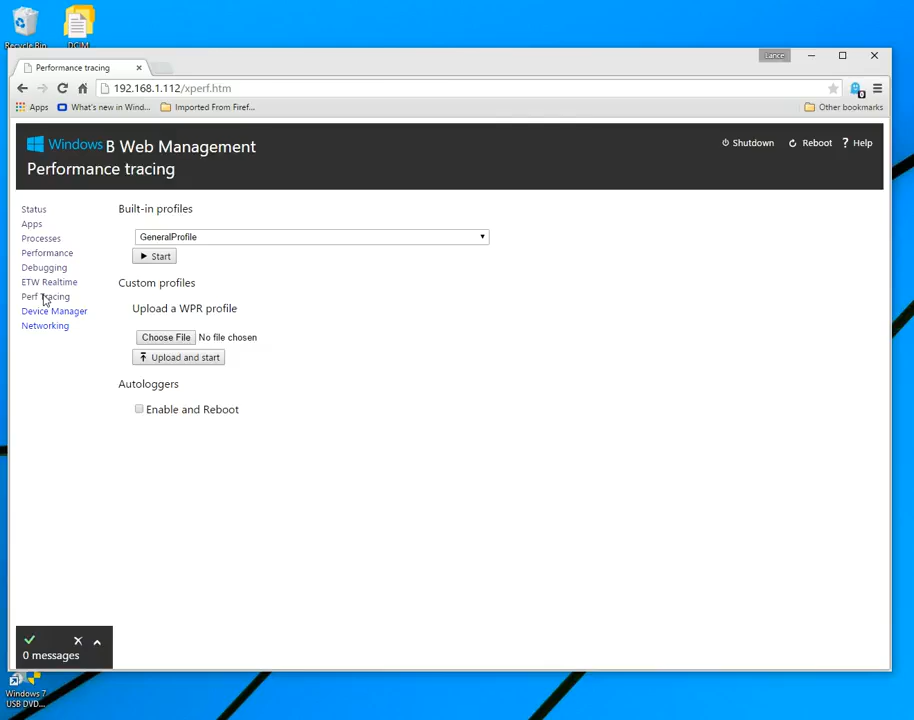 Recycle Bin
DCIM
Performance tracing
Lance
192.168.1.112/xperf.htm
Apps
What's new in Wind...
Imported From Firef...
Other bookmarks
Windows B Web Management
Performance tracing
Shutdown
Reboot
? Help
Status
Apps
Processes
Performance
Debugging
ETW Realtime
Perf Tracing
Device Manager
Networking
Built-in profiles
GeneralProfile
Start
Custom profiles
Upload a WPR profile
Choose File No file chosen
Upload and start
Autologgers
Enable and Reboot
0 messages
Windows 7
USB DVD...